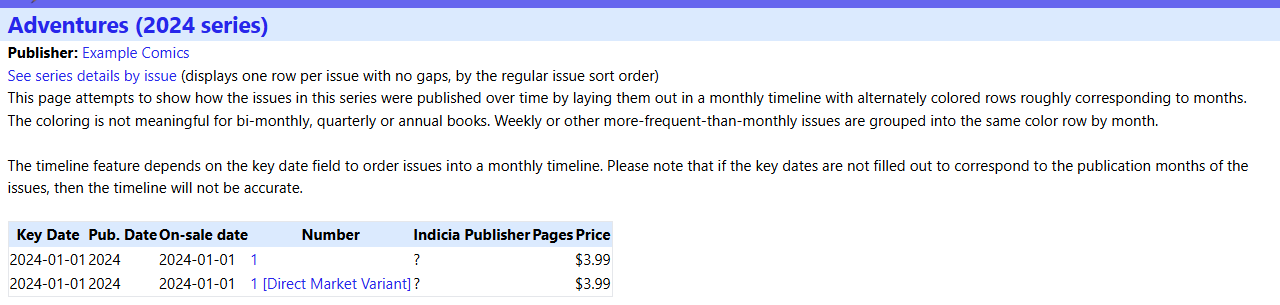 Adventures (2024 series)
Publisher: Example Comics
See series details by issue (displays one row per issue with no gaps, by the regular issue sort order)
This page attempts to show how the issues in this series were published over time by laying them out in a monthly timeline with alternately colored rows roughly corresponding to months.
The coloring is not meaningful for bi-monthly, quarterly or annual books. Weekly or other more-frequent-than-monthly issues are grouped into the same color row by month.
The timeline feature depends on the key date field to order issues into a monthly timeline. Please note that if the key dates are not filled out to correspond to the publication months of the
issues, then the timeline will not be accurate.
Key Date Pub. Date On-sale date Number Indicia Publisher Pages Price
2024-01-01 2024 2024-01-01 1 ? $3.99
2024-01-01 2024 2024-01-01 1 [Direct Market Variant] ? $3.99